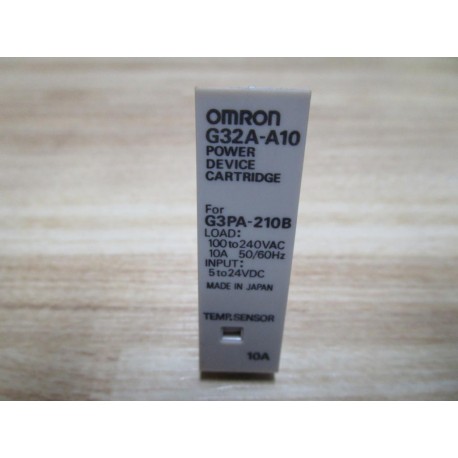 OMRON
G32A-A10
POWER
DEVICE
CARTRIDGE
For
G3PA-210B
LOAD:
100to240VAC
10A 50/60Hz
INPUT:
5to24VDC
MADE IN JAPAN
TEMP.SENSOR
10A